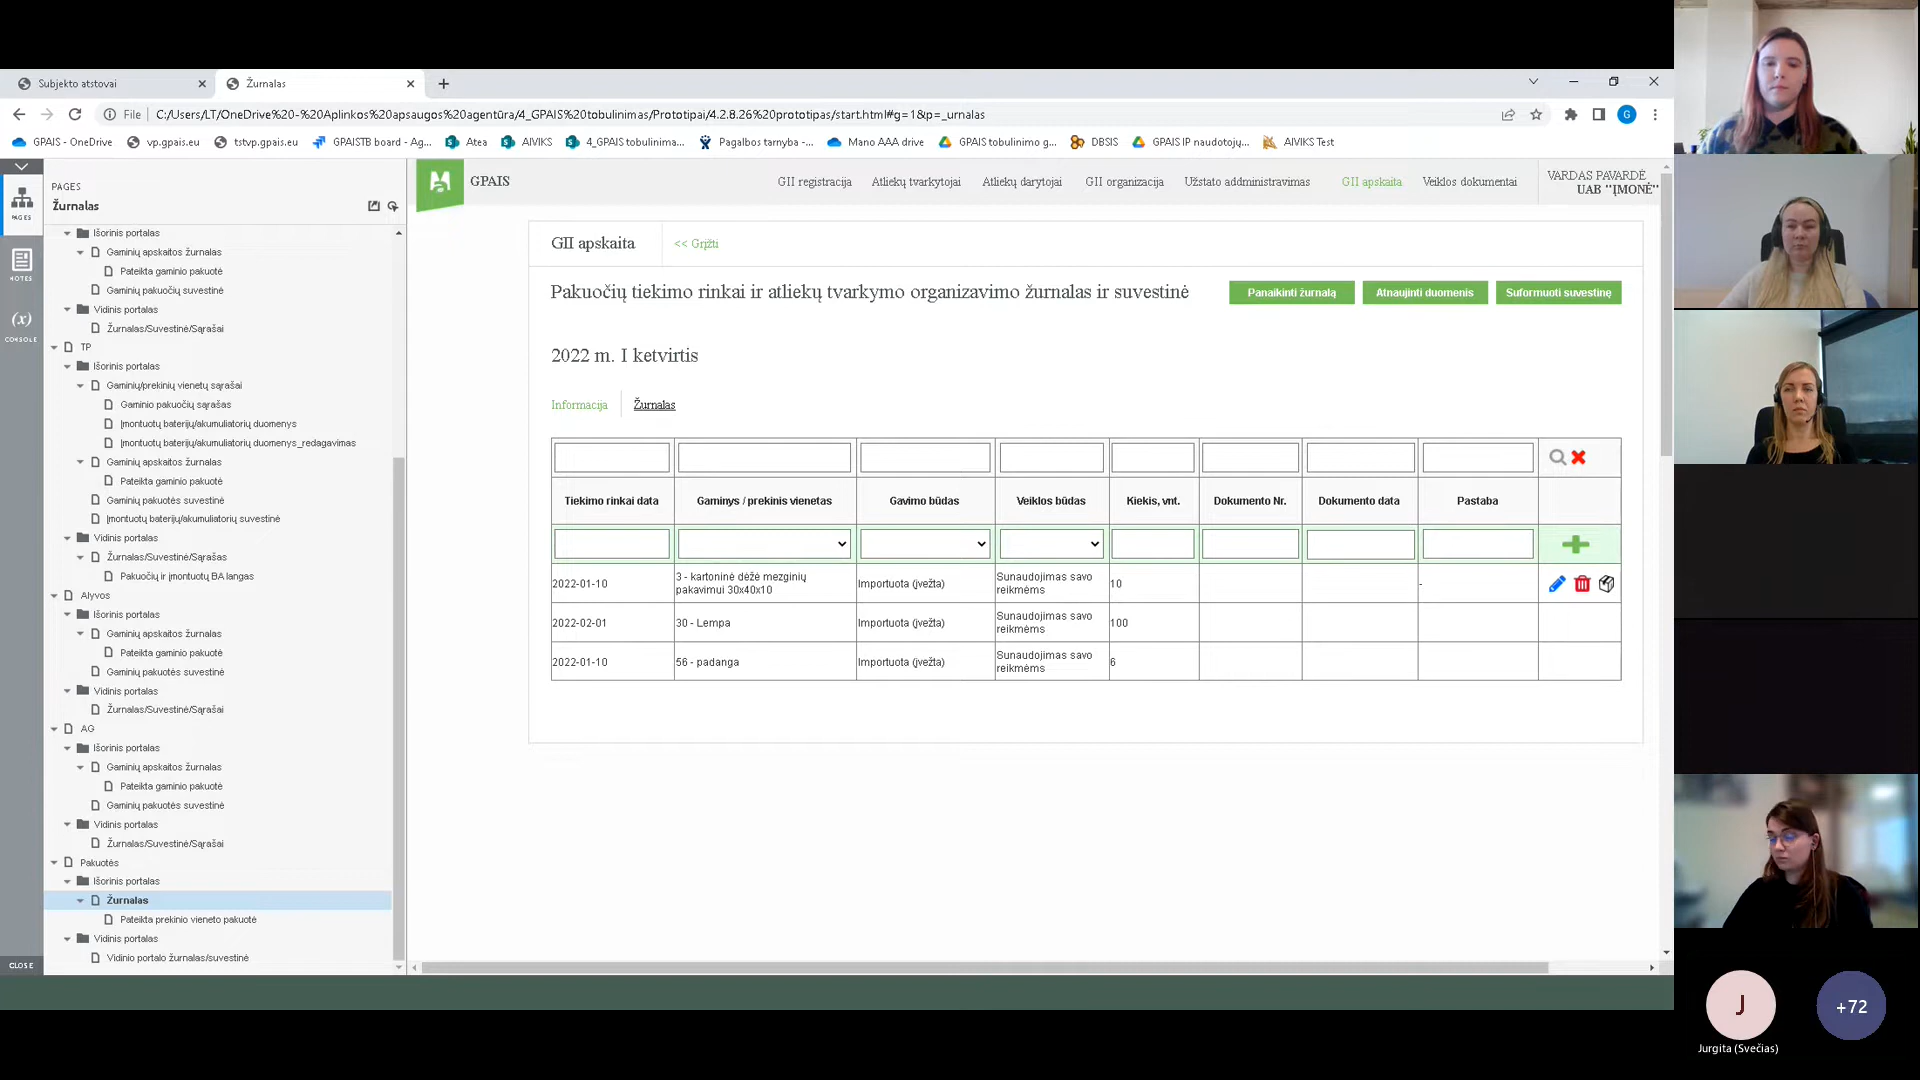 Subjekto atstovai
Žurnalas
File
C:/Users/LT/OneDrive%20-%20Aplinkos%20apsaugos%20agentūra/4_GPAIS%20tobulinimas/Prototipai/4.2.8.26%20prototipas/start.html#g=1&p=_urnalas
G
GPAIS - OneDrive
vp.gpais.eu
tstvp.gpais.eu
GPAISTB board - Ag...
Atea
AIVIKS
4_GPAIS tobulinima...
Pagalbos tarnyba -...
Mano AAA drive
GPAIS tobulinimo g...
DBSIS
GPAIS IP naudotojų...
AIVIKS Test
PAGES
NOTES
(x)
CONSOLE
CLOSE
PAGES
Žurnalas
Išorinis portalas
Gaminių apskaitos žurnalas
Pateikta gaminio pakuotė
Gaminių pakuočių suvestinė
Vidinis portalas
Žurnalas/Suvestinė/Sąrašai
TP
Išorinis portalas
Gaminių/prekinių vienetų sąrašai
Gaminio pakuočių sąrašas
Įmontuotų baterijų/akumuliatorių duomenys
Įmontuotų baterijų/akumuliatorių duomenys_redagavimas
Gaminių apskaitos žurnalas
Pateikta gaminio pakuotė
Gaminių pakuotės suvestinė
Įmontuotų baterijų/akumuliatorių suvestinė
Vidinis portalas
Žurnalas/Suvestinė/Sąrašas
Pakuočių ir įmontuotų BA langas
Alyvos
Išorinis portalas
Gaminių apskaitos žurnalas
Pateikta gaminio pakuotė
Gaminių pakuotės suvestinė
Vidinis portalas
Žurnalas/Suvestinė/Sąrašai
AG
Išorinis portalas
Gaminių apskaitos žurnalas
Pateikta gaminio pakuotė
Gaminių pakuotės suvestinė
Vidinis portalas
Žurnalas/Suvestinė/Sąrašai
Pakuotės
Išorinis portalas
Žurnalas
Pateikta prekinio vieneto pakuotė
Vidinis portalas
Vidinio portalo žurnalas/suvestinė
GPAIS
GII registracija
Atliekų tvarkytojai
Atliekų darytojai
GII organizacija
Užstato addministravimas
GII apskaita
Veiklos dokumentai
VARDAS PAVARDĖ
UAB "ĮMONĖ"
GII apskaita
<< Grįžti
Pakuočių tiekimo rinkai ir atliekų tvarkymo organizavimo žurnalas ir suvestinė
Panaikinti žurnalą
Atnaujinti duomenis
Suformuoti suvestinę
2022 m. I ketvirtis
Informacija
Žurnalas
Tiekimo rinkai data
Gaminys / prekinis vienetas
Gavimo būdas
Veiklos būdas
Kiekis, vnt.
Dokumento Nr.
Dokumento data
Pastaba
2022-01-10
3 - kartoninė dėžė mezginių
pakavimui 30x40x10
Importuota (įvežta)
Sunaudojimas savo
reikmėms
10
-
2022-02-01
30 - Lempa
Importuota (įvežta)
Sunaudojimas savo
reikmėms
100
2022-01-10
56 - padanga
Importuota (įvežta)
Sunaudojimas savo
reikmėms
6
J
+72
Jurgita (Svečias)